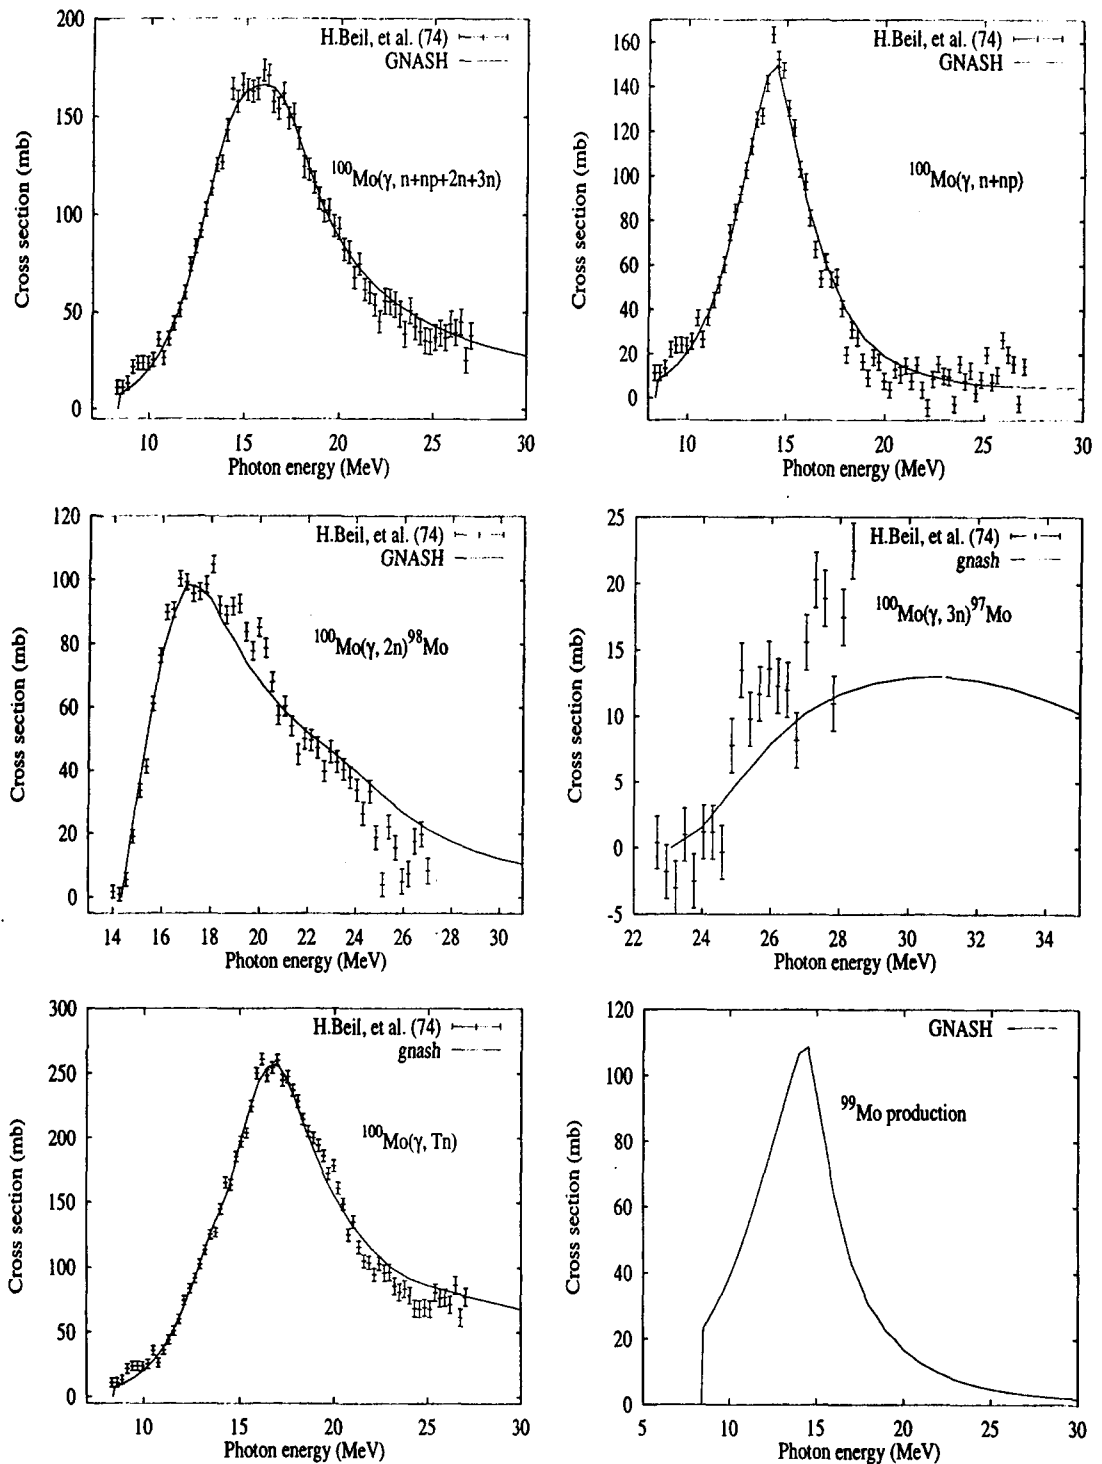 200
150
100
50
0
Cross section (mb)
H.Beil, et al. (74)
GNASH
100Mo(γ, n+np+2n+3n)
10 15 20 25 30
Photon energy (MeV)
160
140
120
100
80
60
40
20
0
Cross section (mb)
H.Beil, et al. (74)
GNASH
100Mo(γ, n+np)
10 15 20 25 30
Photon energy (MeV)
120
100
80
60
40
20
0
Cross section (mb)
H.Beil, et al. (74)
GNASH
100Mo(γ, 2n)98Mo
14 16 18 20 22 24 26 28 30
Photon energy (MeV)
25
20
15
10
5
0
-5
Cross section (mb)
H.Beil, et al. (74)
gnash
100Mo(γ, 3n)97Mo
22 24 26 28 30 32 34
Photon energy (MeV)
300
250
200
150
100
50
0
Cross section (mb)
H.Beil, et al. (74)
gnash
100Mo(γ, Tn)
10 15 20 25 30
Photon energy (MeV)
120
100
80
60
40
20
0
Cross section (mb)
GNASH
99Mo production
5 10 15 20 25 30
Photon energy (MeV)